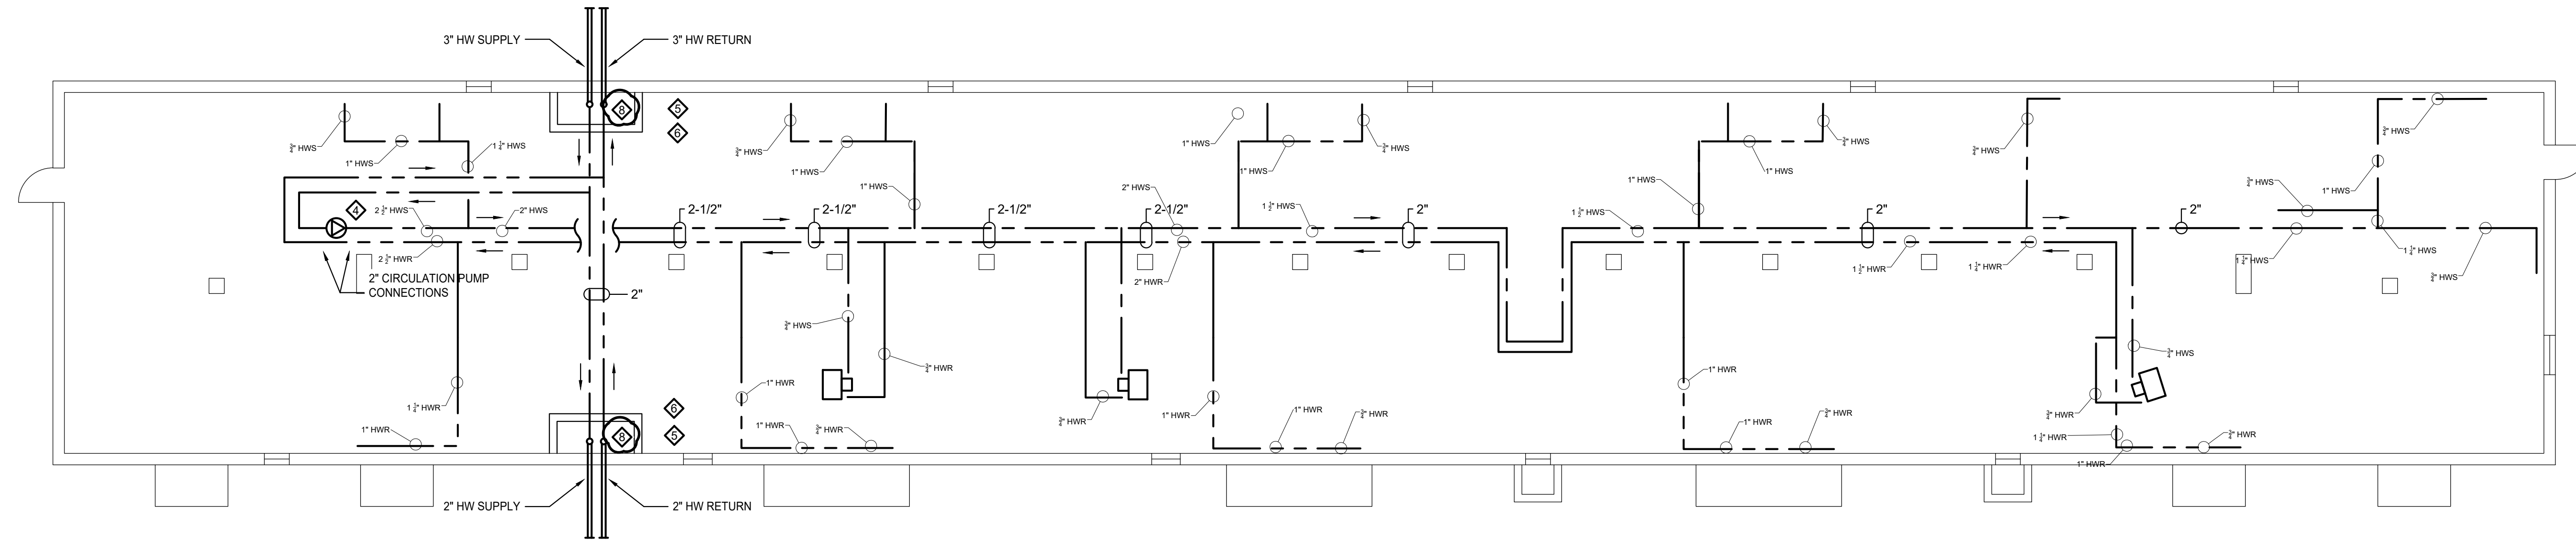 3" HW SUPPLY
3" HW RETURN
8
5
6
3/4" HWS
1" HWS
1 1/4" HWS
3/4" HWS
1" HWS
1" HWS
1" HWS
1" HWS
3/4" HWS
1" HWS
1" HWS
3/4" HWS
3/4" HWS
3/4" HWS
1" HWS
3/4" HWS
4
2 1/2" HWS
2" HWS
2-1/2"
2-1/2"
2-1/2"
2" HWS
2-1/2"
1 1/2" HWS
2"
1 1/2" HWS
2"
2"
1 1/4" HWS
1 1/4" HWS
3/4" HWS
2 1/2" HWR
2" HWR
1 1/2" HWR
1 1/4" HWR
2" CIRCULATION PUMP
CONNECTIONS
2"
3/4" HWS
3/4" HWR
1" HWR
3/4" HWS
1 1/4" HWR
1" HWR
6
5
8
1" HWR
3/4" HWR
3/4" HWR
1" HWR
1" HWR
3/4" HWR
1" HWR
3/4" HWR
3/4" HWR
1 1/4" HWR
1" HWR
3/4" HWR
2" HW SUPPLY
2" HW RETURN